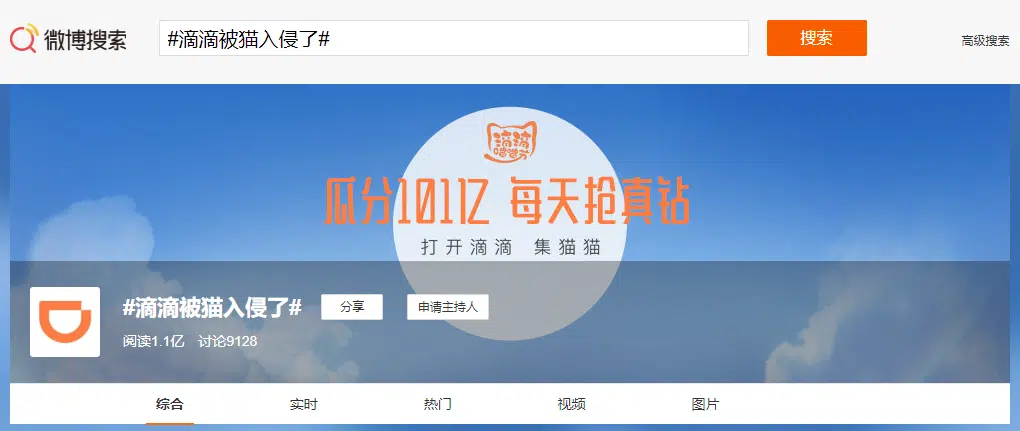 微博搜索
#滴滴被猫入侵了#
搜索
高级搜索
滴滴
瓜分101亿 每天抢真钻
打开滴滴 集猫猫
#滴滴被猫入侵了#
分享
申请主持人
阅读1.1亿 讨论9128
综合
实时
热门
视频
图片